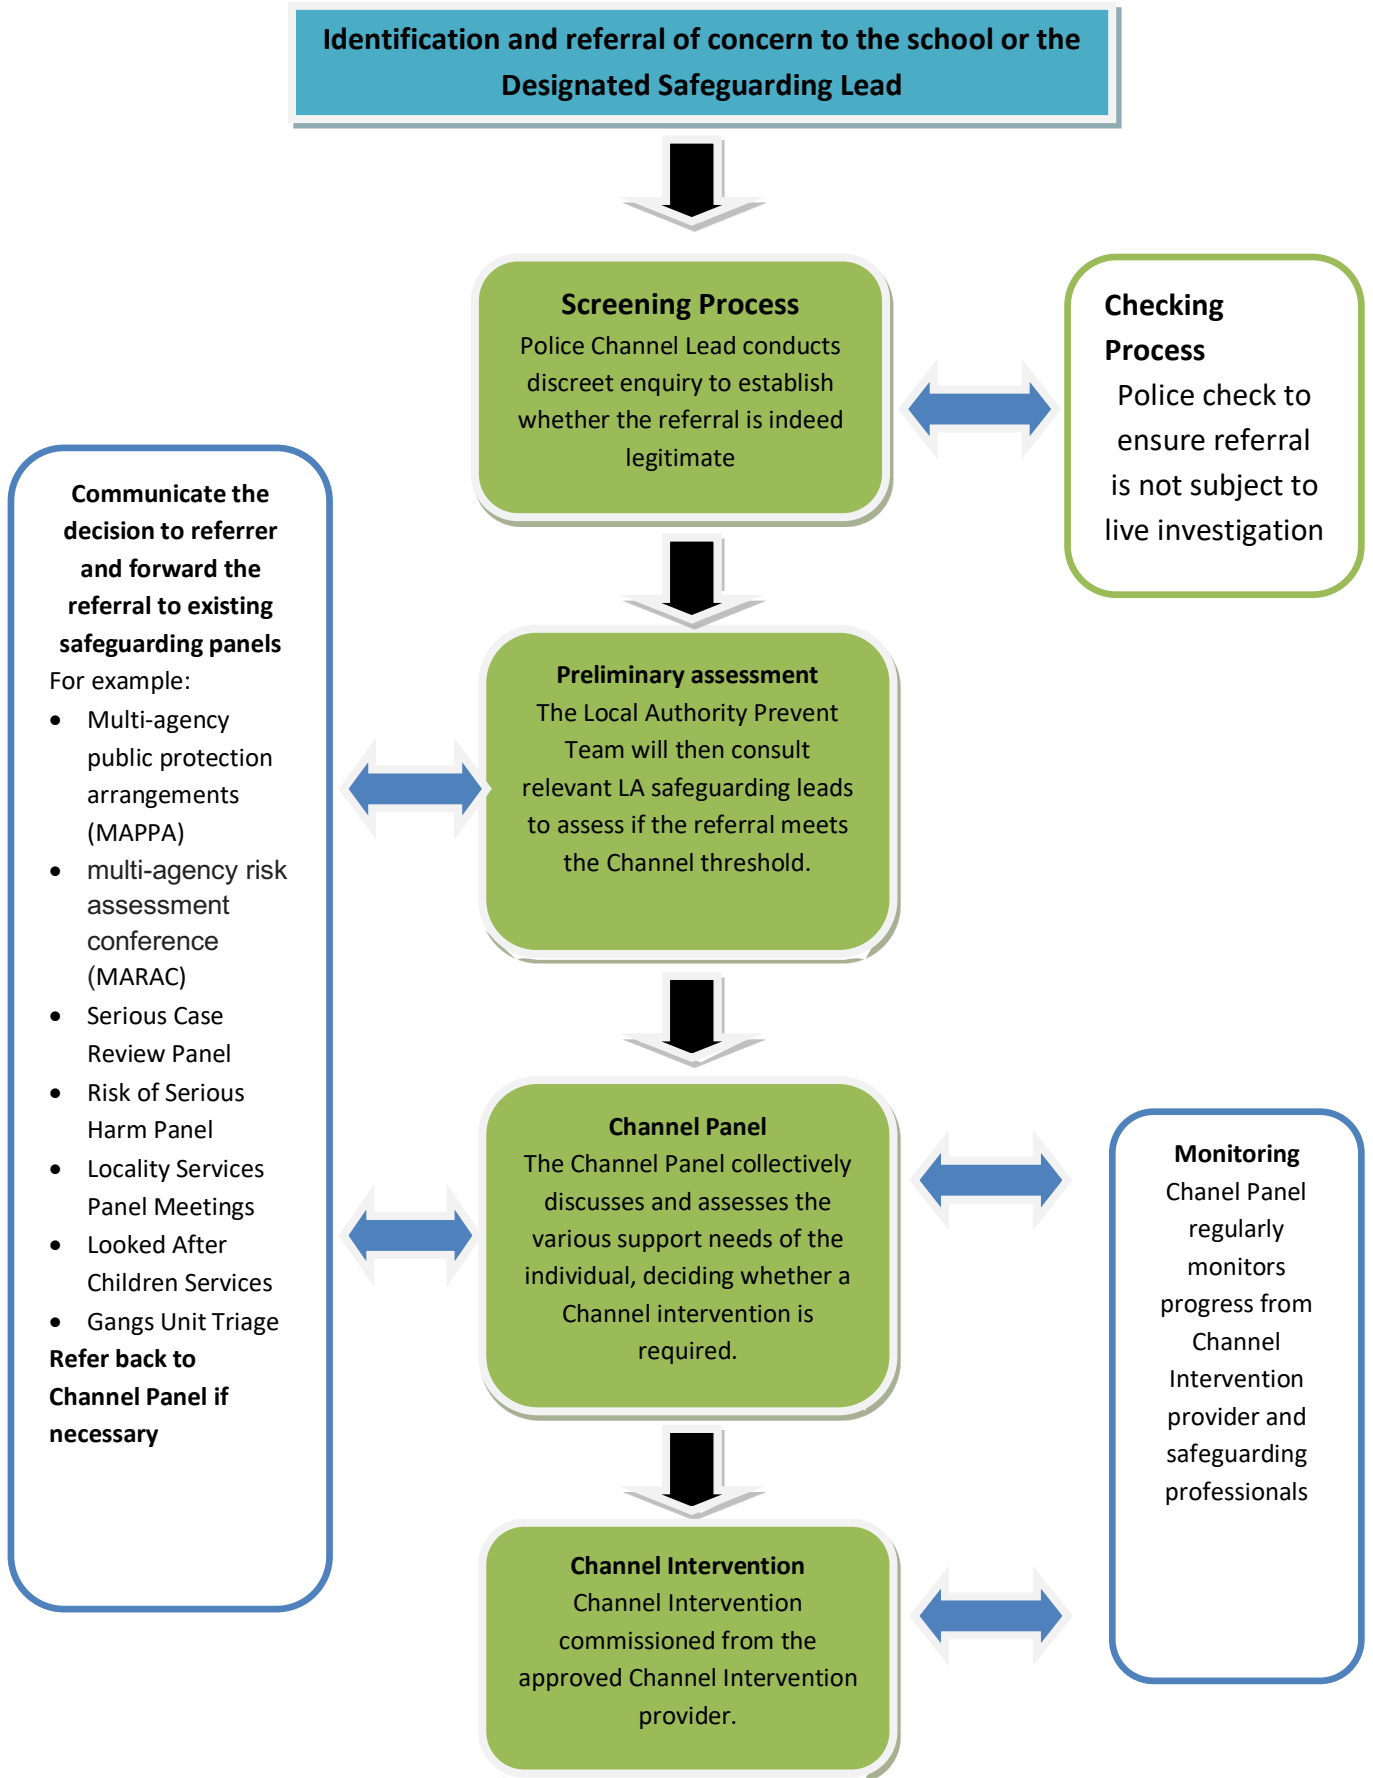 Identification and referral of concern to the school or the
Designated Safeguarding Lead
Screening Process
Police Channel Lead conducts
discreet enquiry to establish
whether the referral is indeed
legitimate
Checking
Process
Police check to
ensure referral
is not subject to
live investigation
Communicate the
decision to referrer
and forward the
referral to existing
safeguarding panels
For example:
• Multi-agency
public protection
arrangements
(MAPPA)
• multi-agency risk
assessment
conference
(MARAC)
• Serious Case
Review Panel
• Risk of Serious
Harm Panel
• Locality Services
Panel Meetings
• Looked After
Children Services
• Gangs Unit Triage
Refer back to
Channel Panel if
necessary
Preliminary assessment
The Local Authority Prevent
Team will then consult
relevant LA safeguarding leads
to assess if the referral meets
the Channel threshold.
Channel Panel
The Channel Panel collectively
discusses and assesses the
various support needs of the
individual, deciding whether a
Channel intervention is
required.
Monitoring
Chanel Panel
regularly
monitors
progress from
Channel
Intervention
provider and
safeguarding
professionals
Channel Intervention
Channel Intervention
commissioned from the
approved Channel Intervention
provider.